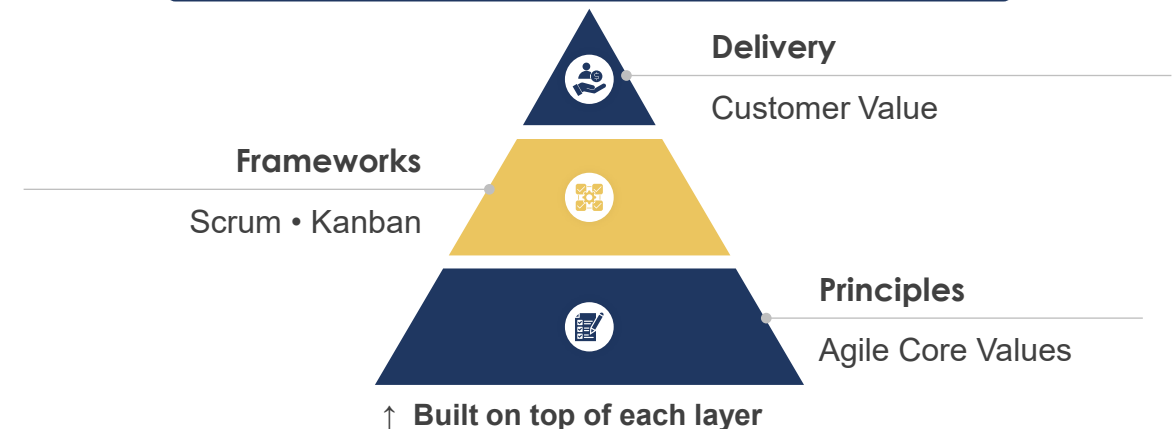 Delivery
Customer Value
Frameworks
Scrum • Kanban
Principles
Agile Core Values
↑ Built on top of each layer